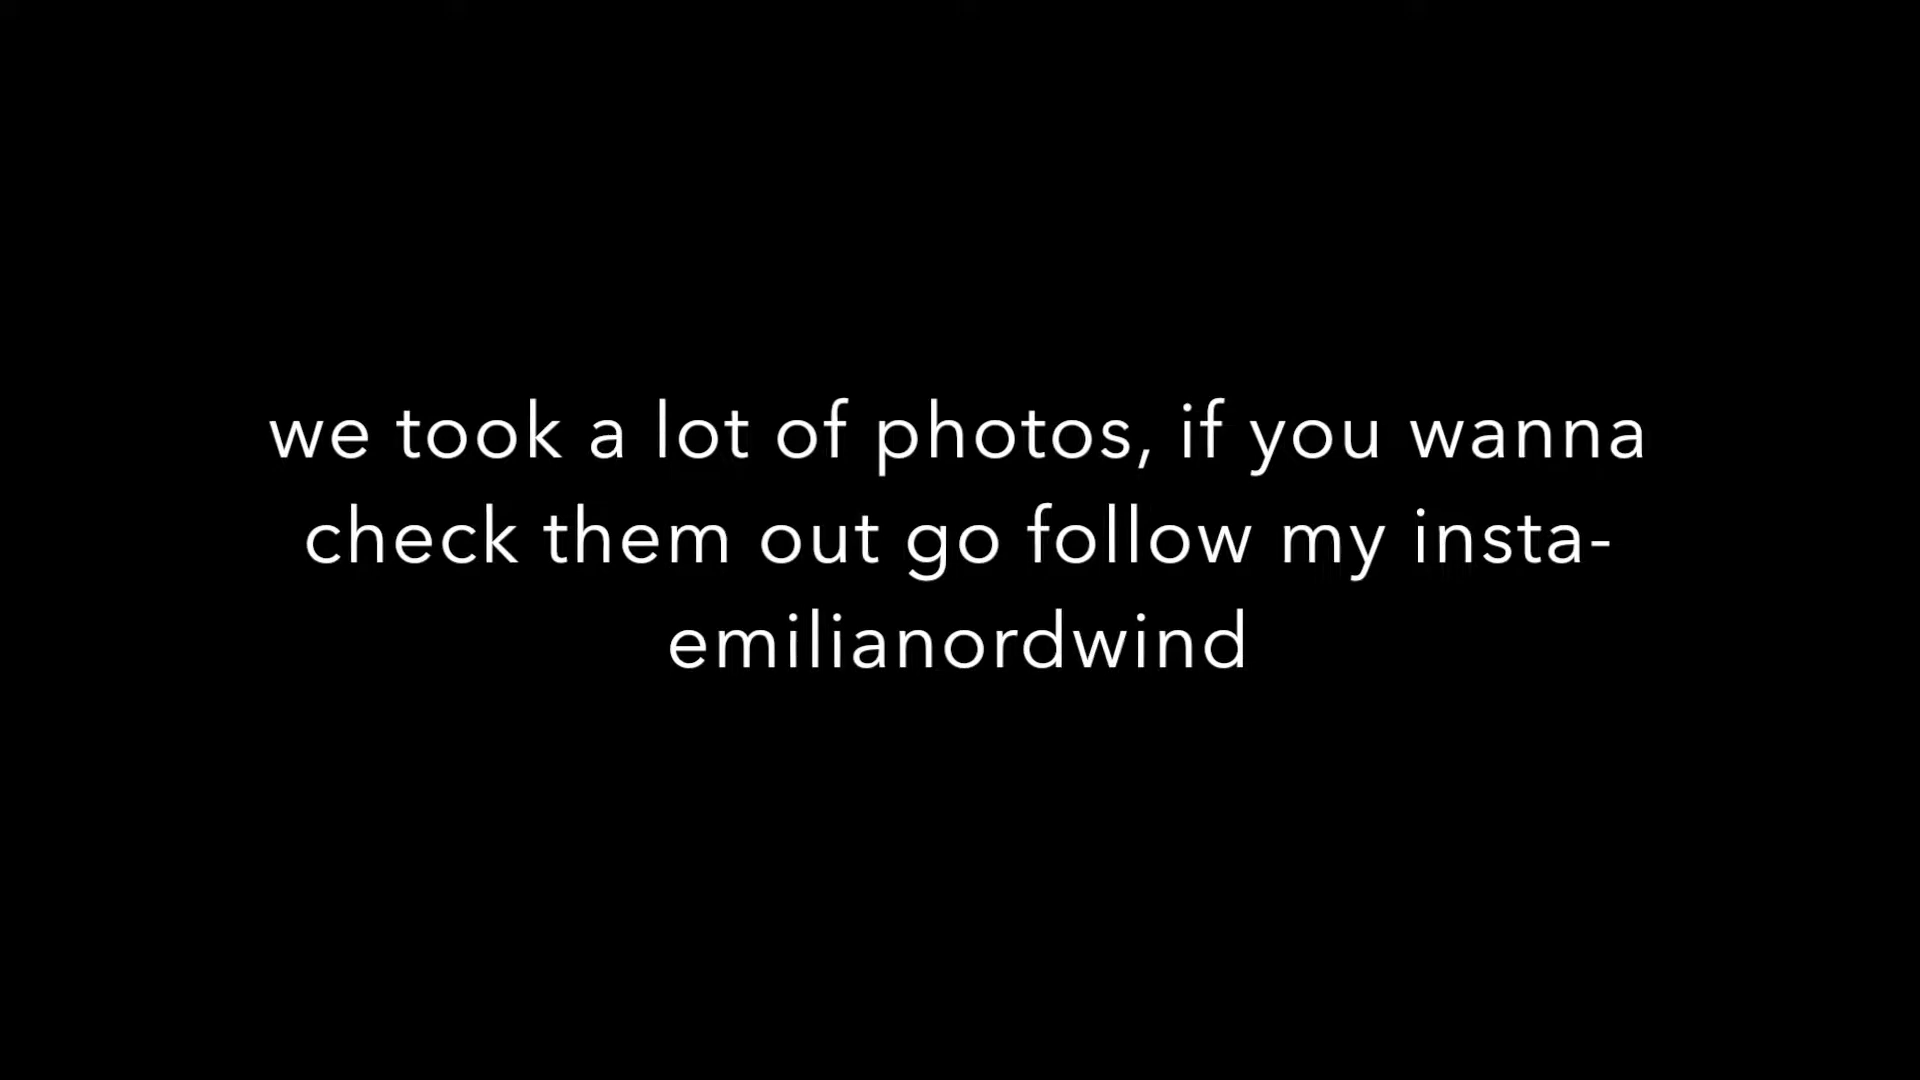 we took a lot of photos, if you wanna
check them out go follow my insta-
emilianordwind